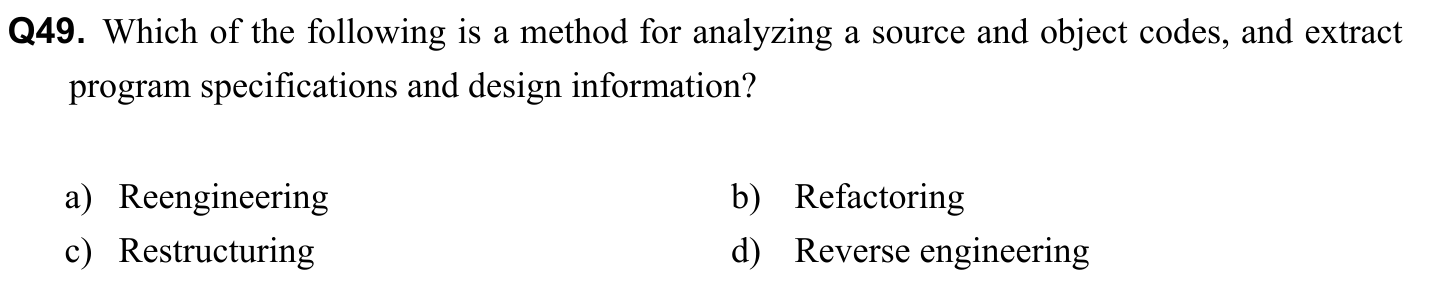 Q49. Which of the following is a method for analyzing a source and object codes, and extract
program specifications and design information?
a) Reengineering b) Refactoring
c) Restructuring d) Reverse engineering